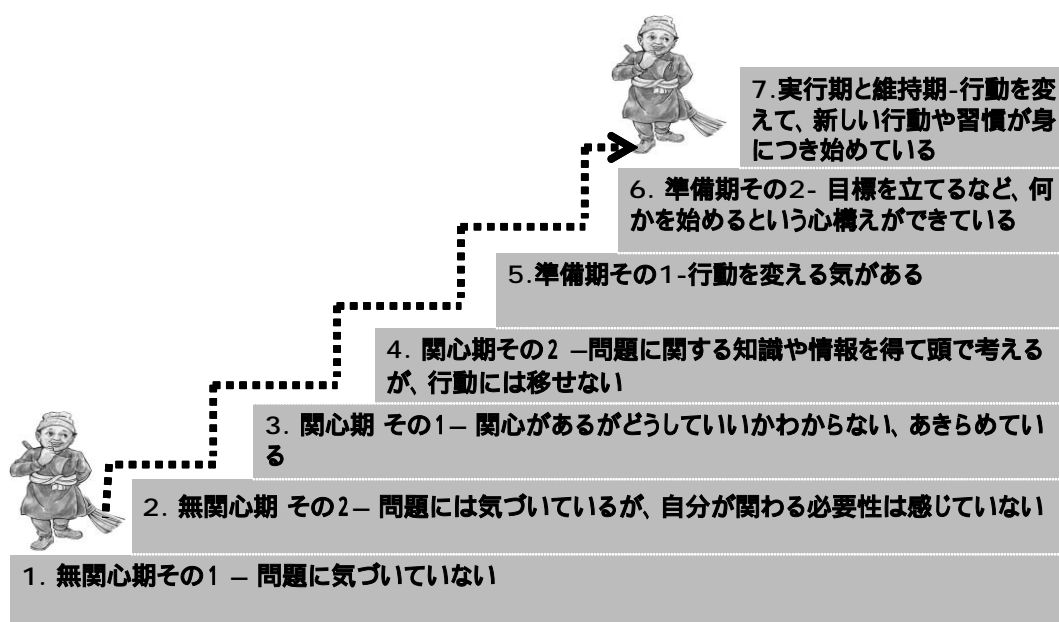 7.実行期と維持期-行動を変
えて、新しい行動や習慣が身
につき始めている
6. 準備期その2- 目標を立てるなど、何
かを始めるという心構えができている
5.準備期その1-行動を変える気がある
4. 関心期その2 –問題に関する知識や情報を得て頭で考える
が、行動には移せない
3. 関心期 その1– 関心があるがどうしていいかわからない、あきらめてい
る
2. 無関心期 その2– 問題には気づいているが、自分が関わる必要性は感じていない
1. 無関心期その1 – 問題に気づいていない